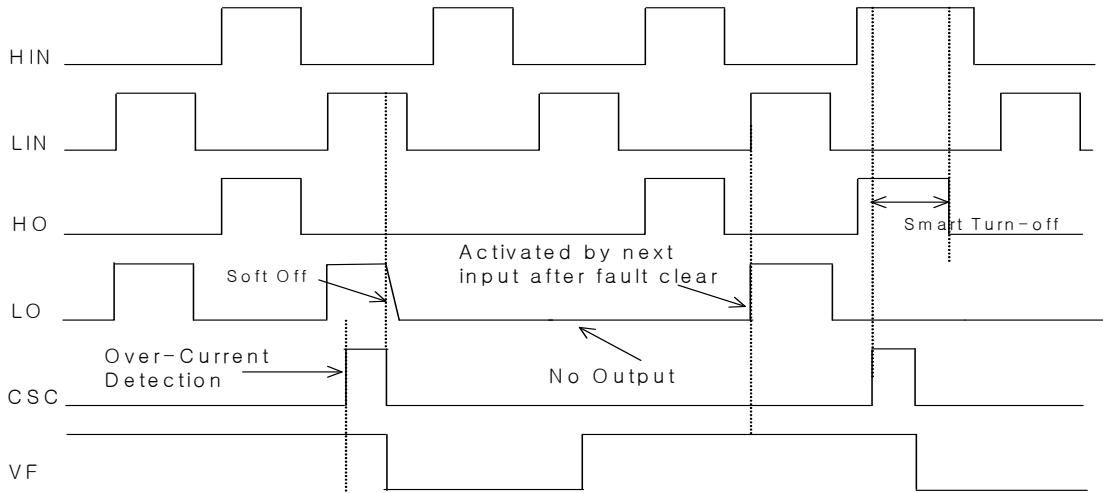 HIN
LIN
HO
Smart Turn-off
Activated by next
input after fault clear
Soft Off
LO
Over-Current
Detection
No Output
CSC
VF